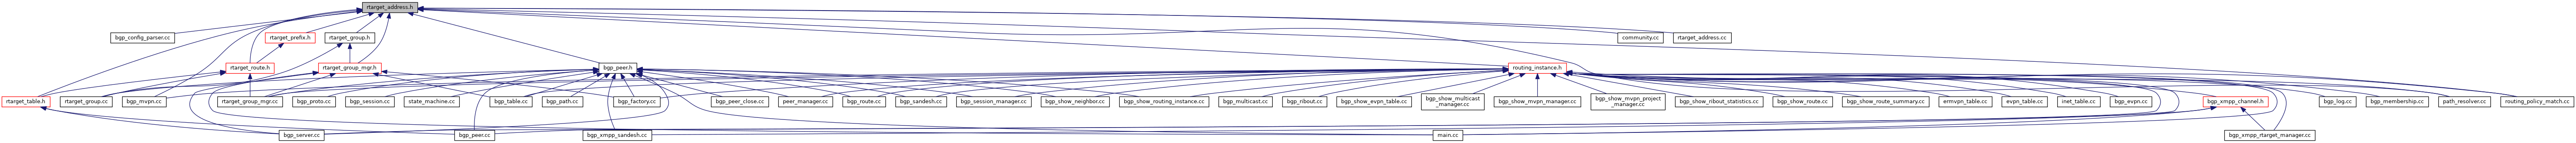 rtarget_address.h
bgp_config_parser.cc
rtarget_prefix.h
rtarget_group.h
community.cc
rtarget_address.cc
rtarget_route.h
rtarget_group_mgr.h
bgp_peer.h
routing_instance.h
rtarget_table.h
rtarget_group.cc
bgp_mvpn.cc
rtarget_group_mgr.cc
bgp_proto.cc
bgp_session.cc
state_machine.cc
bgp_table.cc
bgp_path.cc
bgp_factory.cc
bgp_peer_close.cc
peer_manager.cc
bgp_route.cc
bgp_sandesh.cc
bgp_session_manager.cc
bgp_show_neighbor.cc
bgp_show_routing_instance.cc
bgp_multicast.cc
bgp_ribout.cc
bgp_show_evpn_table.cc
bgp_show_multicast
_manager.cc
bgp_show_mvpn_manager.cc
bgp_show_mvpn_project
_manager.cc
bgp_show_ribout_statistics.cc
bgp_show_route.cc
bgp_show_route_summary.cc
ermvpn_table.cc
evpn_table.cc
inet_table.cc
bgp_evpn.cc
bgp_xmpp_channel.h
bgp_log.cc
bgp_membership.cc
path_resolver.cc
routing_policy_match.cc
bgp_server.cc
bgp_peer.cc
bgp_xmpp_sandesh.cc
main.cc
bgp_xmpp_rtarget_manager.cc